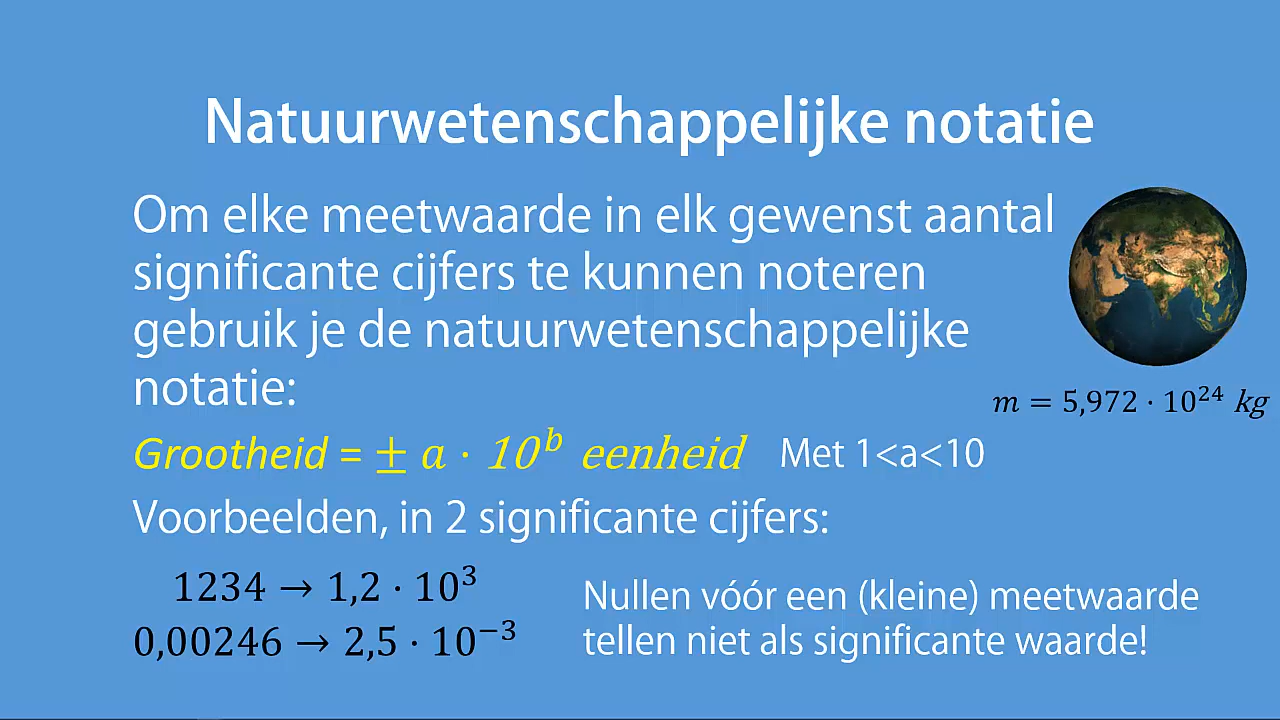 Natuurwetenschappelijke notatie
Om elke meetwaarde in elk gewenst aantal
significante cijfers te kunnen noteren
gebruik je de natuurwetenschappelijke
notatie:
m = 5,972 · 10²⁴ kg
Grootheid = ± a · 10ᵇ eenheid Met 1<a<10
Voorbeelden, in 2 significante cijfers:
1234 → 1,2 · 10³
0,00246 → 2,5 · 10⁻³
Nullen vóór een (kleine) meetwaarde
tellen niet als significante waarde!